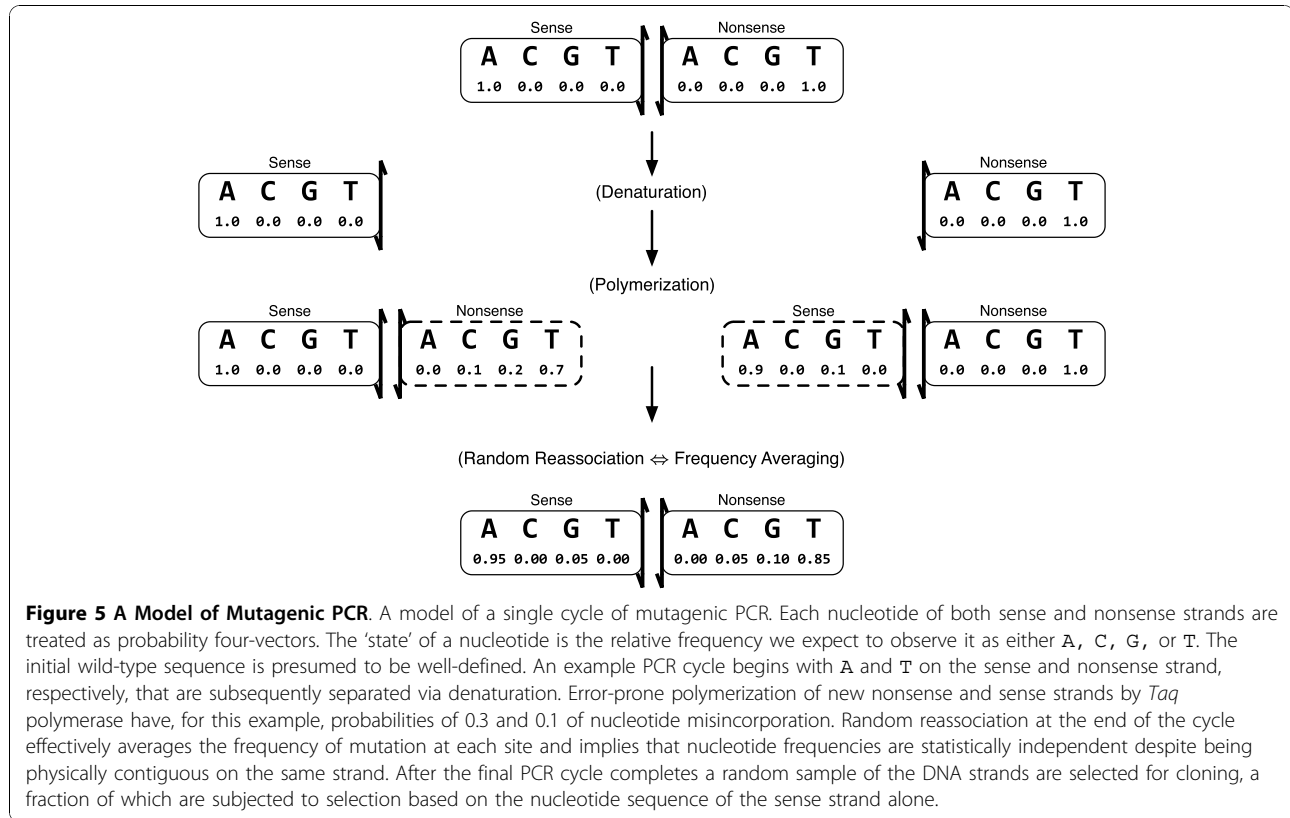 Sense Nonsense
A C G T A C G T
1.0 0.0 0.0 0.0 0.0 0.0 0.0 1.0
Sense Nonsense
A C G T (Denaturation) A C G T
1.0 0.0 0.0 0.0 0.0 0.0 0.0 1.0
(Polymerization)
Sense Nonsense Sense Nonsense
A C G T A C G T A C G T A C G T
1.0 0.0 0.0 0.0 0.0 0.1 0.2 0.7 0.9 0.0 0.1 0.0 0.0 0.0 0.0 1.0
(Random Reassociation ⇔ Frequency Averaging)
Sense Nonsense
A C G T A C G T
0.95 0.00 0.05 0.00 0.00 0.05 0.10 0.85
Figure 5 A Model of Mutagenic PCR. A model of a single cycle of mutagenic PCR. Each nucleotide of both sense and nonsense strands are
treated as probability four-vectors. The ‘state’ of a nucleotide is the relative frequency we expect to observe it as either A, C, G, or T. The
initial wild-type sequence is presumed to be well-defined. An example PCR cycle begins with A and T on the sense and nonsense strand,
respectively, that are subsequently separated via denaturation. Error-prone polymerization of new nonsense and sense strands by Taq
polymerase have, for this example, probabilities of 0.3 and 0.1 of nucleotide misincorporation. Random reassociation at the end of the cycle
effectively averages the frequency of mutation at each site and implies that nucleotide frequencies are statistically independent despite being
physically contiguous on the same strand. After the final PCR cycle completes a random sample of the DNA strands are selected for cloning, a
fraction of which are subjected to selection based on the nucleotide sequence of the sense strand alone.